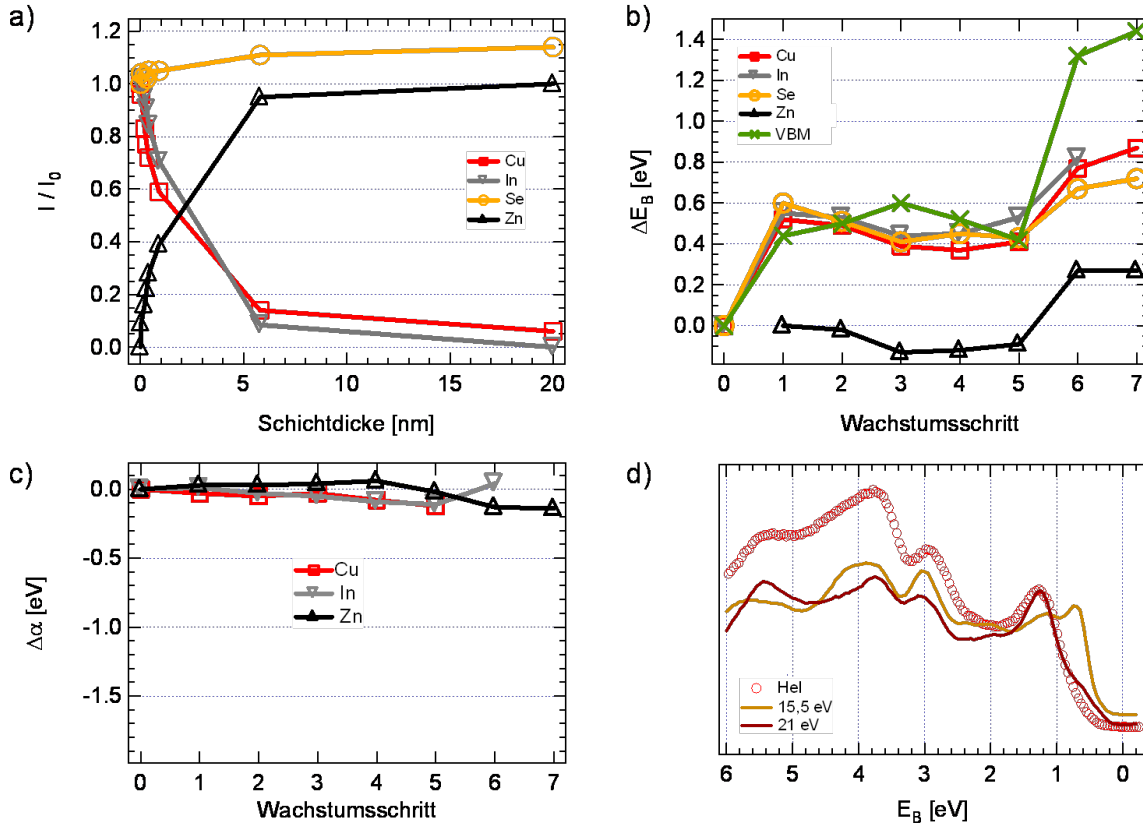 a)
1.2
1.0
0.8
0.6
0.4
0.2
0.0
I / I0
Cu
In
Se
Zn
0
5
10
15
20
Schichtdicke [nm]
b)
1.4
1.2
1.0
0.8
0.6
0.4
0.2
0.0
ΔEB [eV]
Cu
In
Se
Zn
VBM
0 1 2 3 4 5 6 7
Wachstumsschritt
c)
0.0
-0.5
-1.0
-1.5
Δα [eV]
Cu
In
Zn
0 1 2 3 4 5 6 7
Wachstumsschritt
d)
HeI
15,5 eV
21 eV
6 5 4 3 2 1 0
EB [eV]